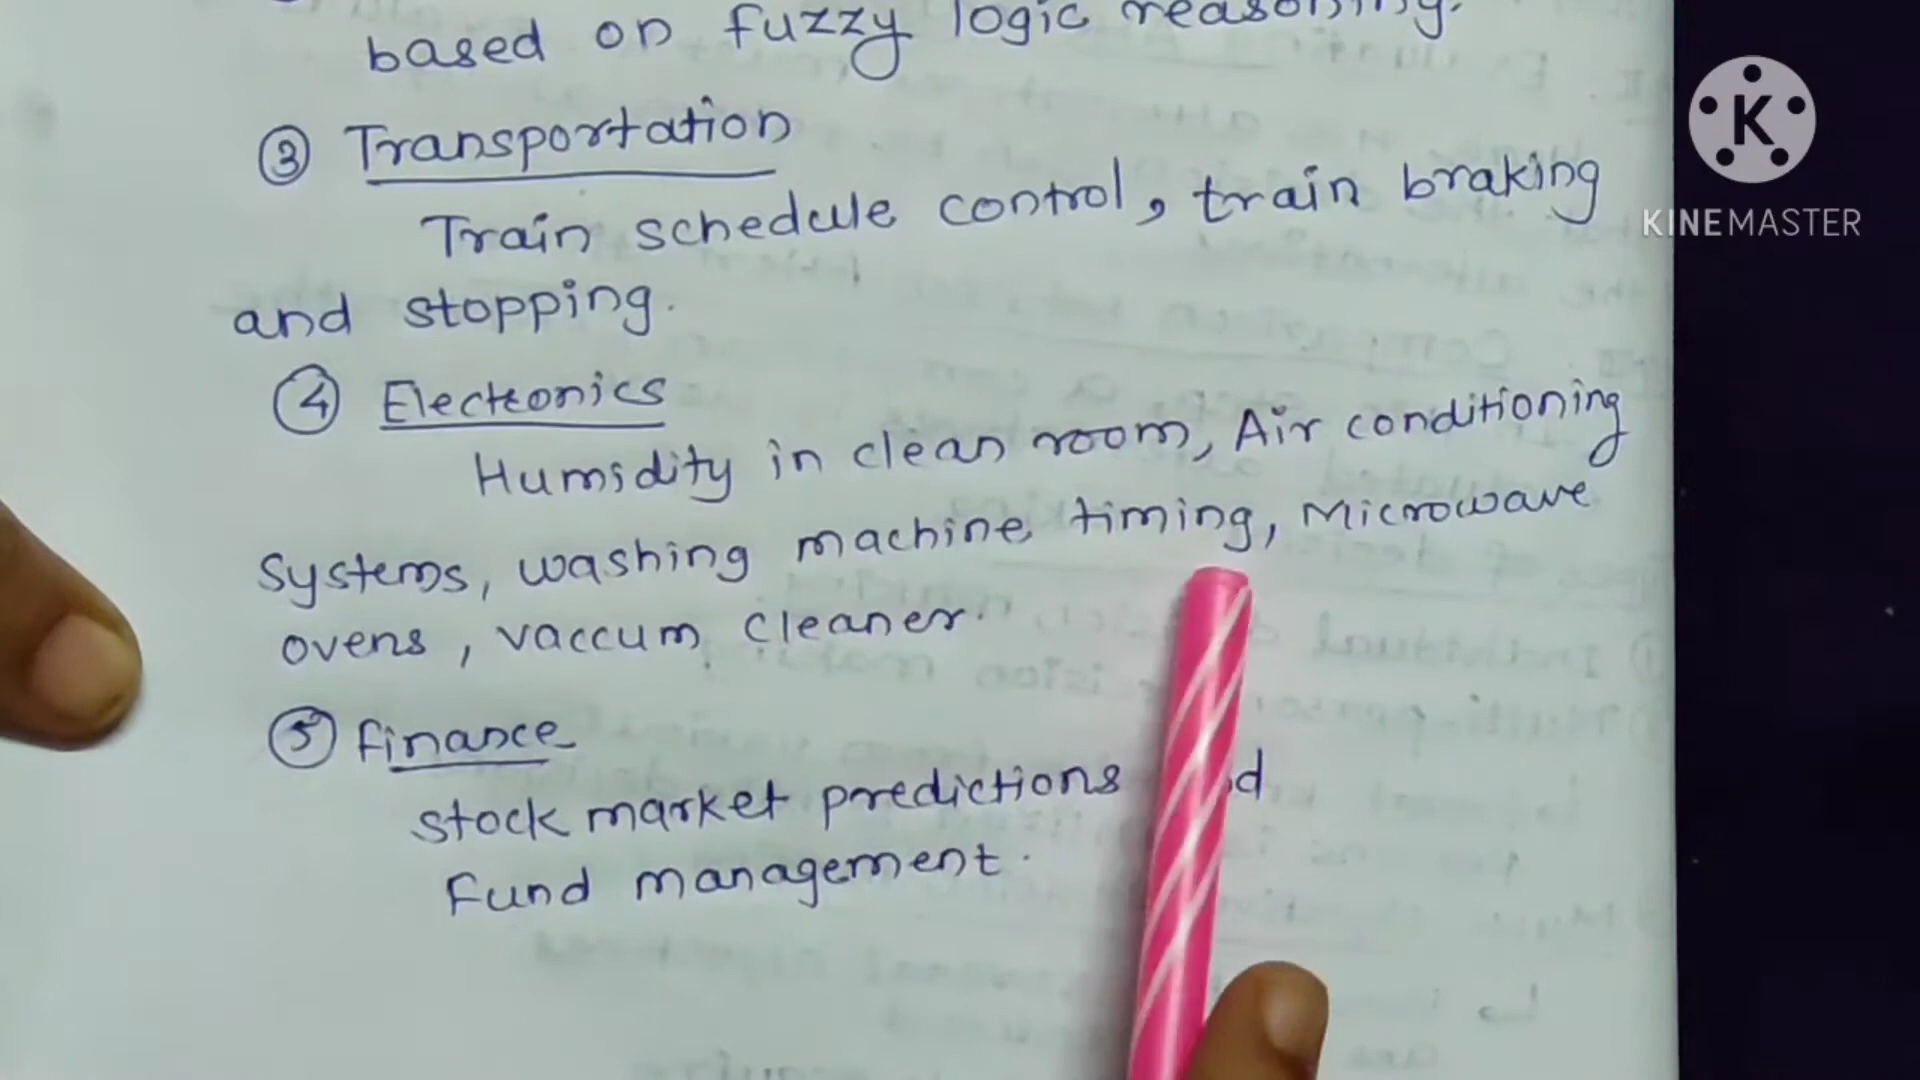 based on fuzzy logic reasoning.
③ Transportation
Train schedule control, train braking
and stopping.
④ Electronics
Humidity in clean room, Air conditioning
Systems, washing machine timing, Microwave
ovens, vaccum cleaner.
⑤ Finance
stock market predictions
Fund management.
K
KINEMASTER